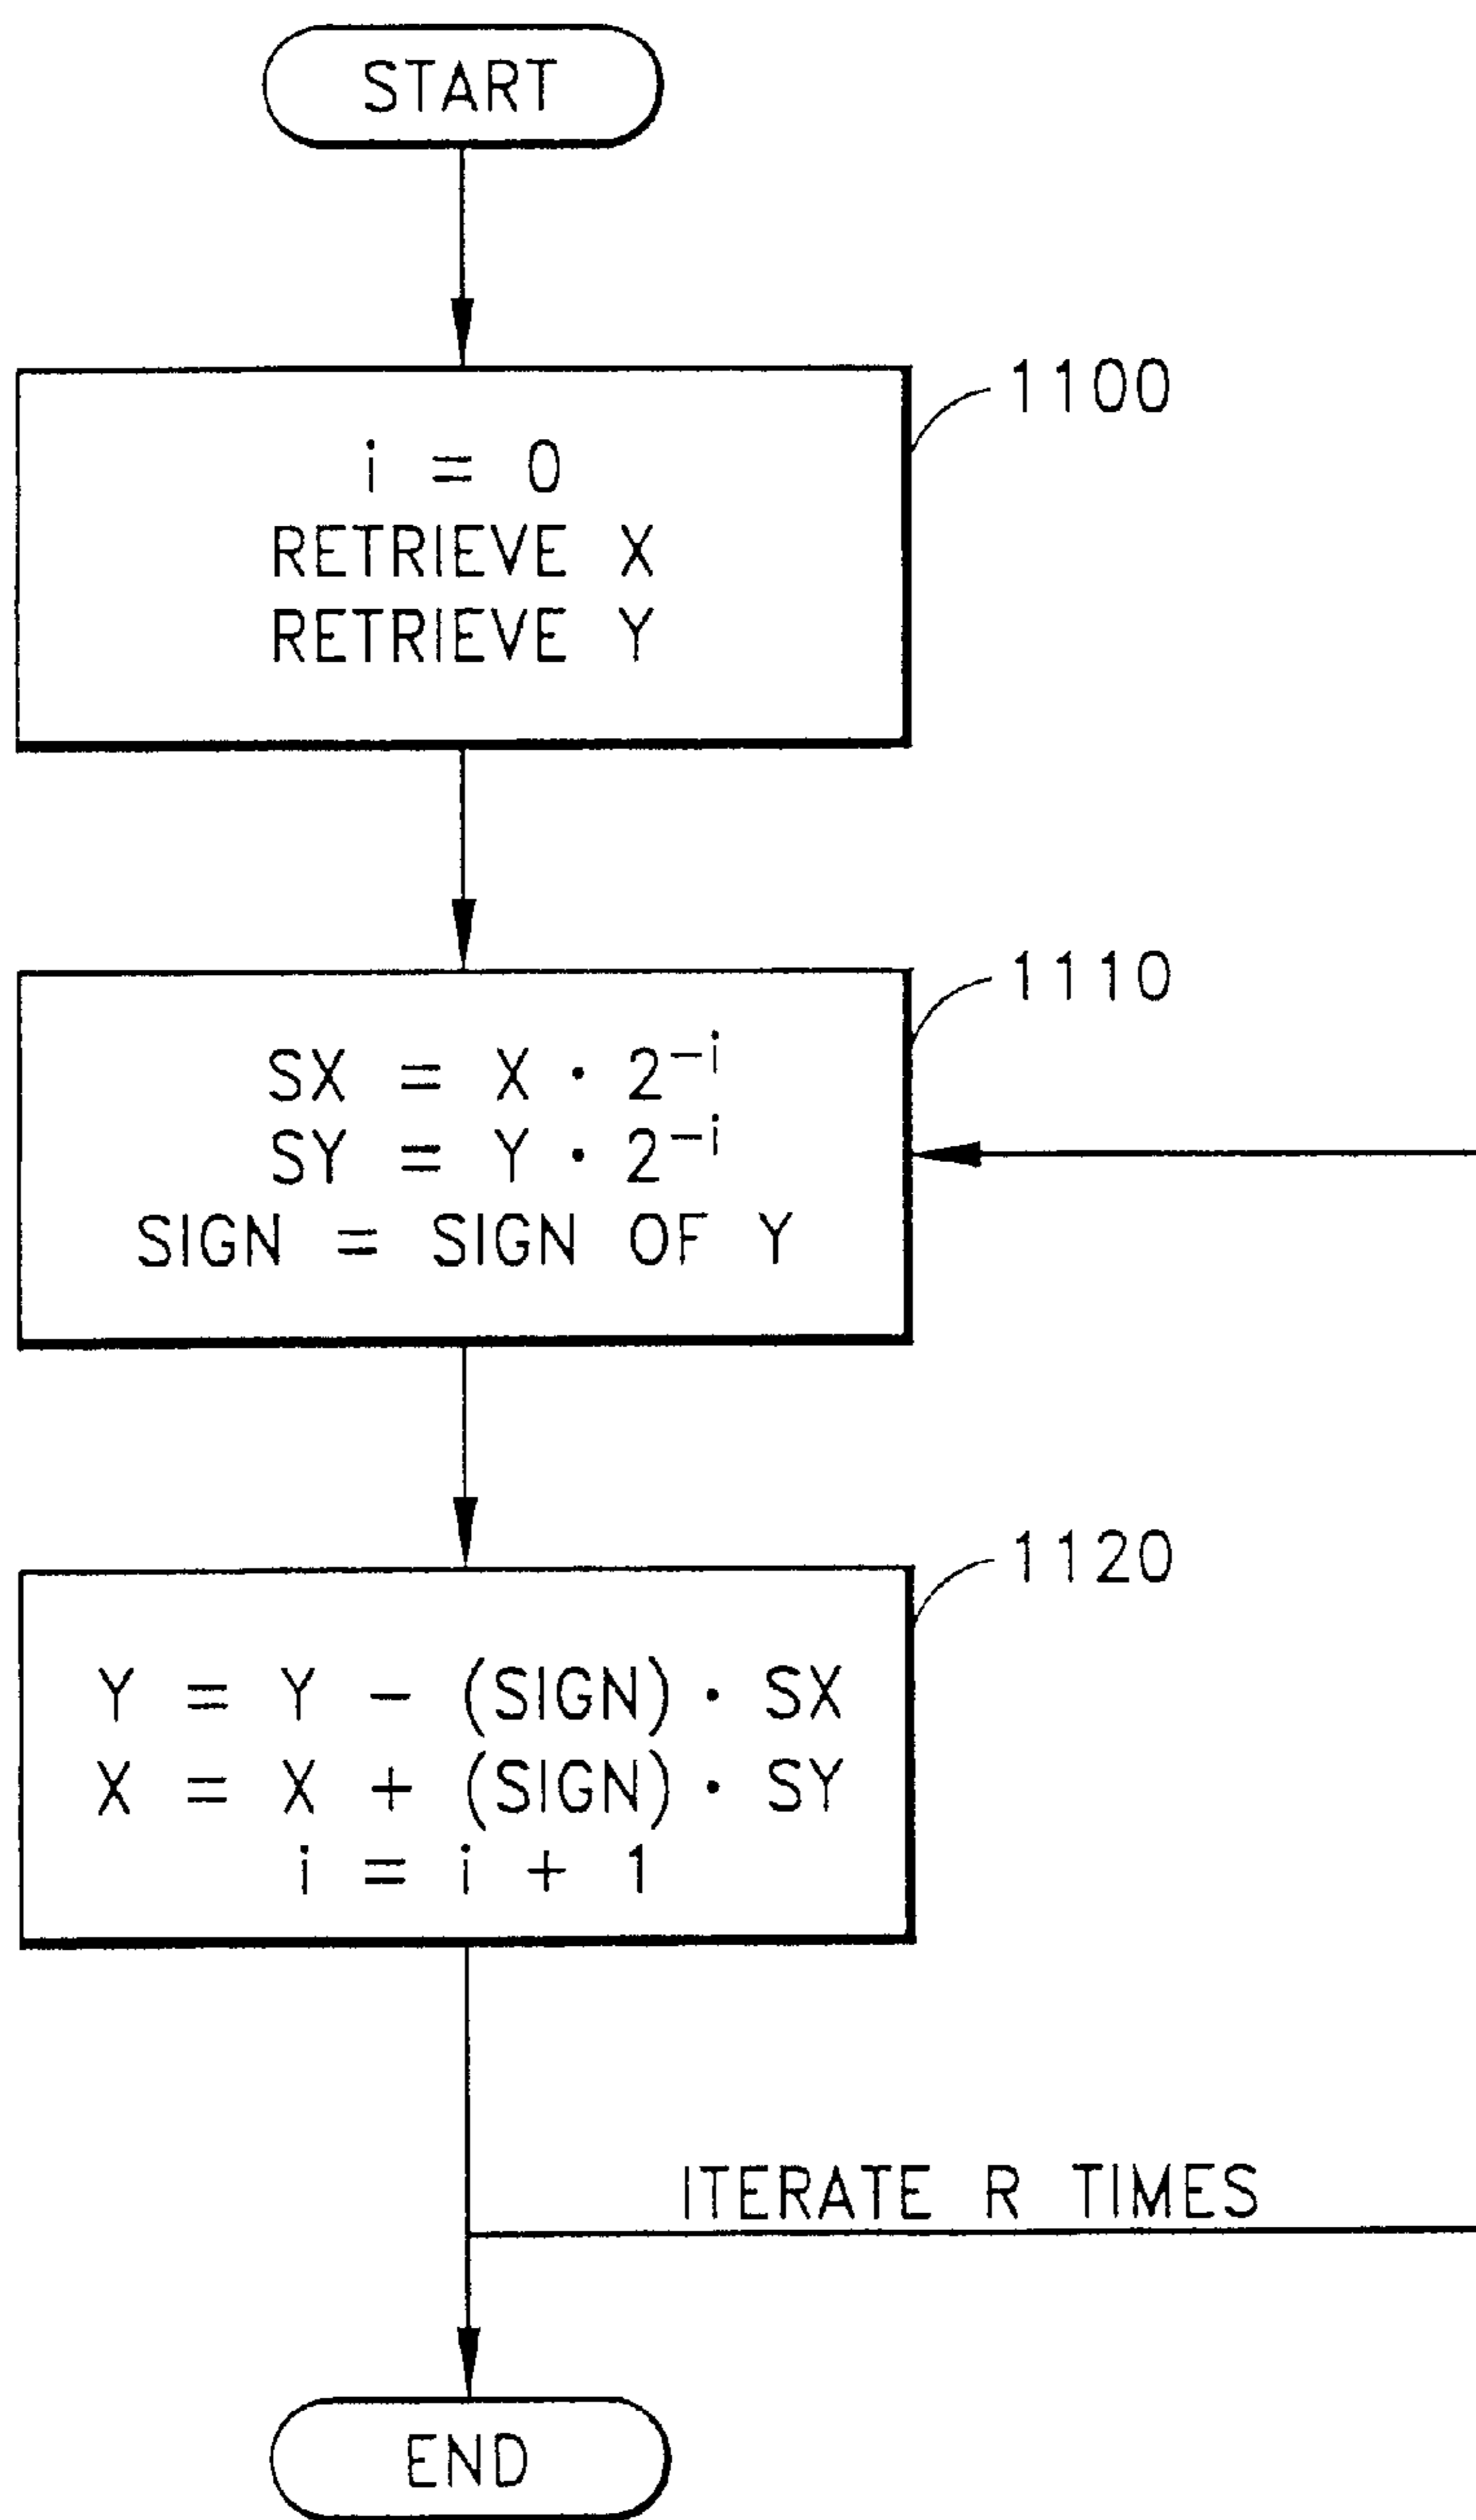 START
1100
i = 0
RETRIEVE X
RETRIEVE Y
1110
SX = X · 2⁻ⁱ
SY = Y · 2⁻ⁱ
SIGN = SIGN OF Y
1120
Y = Y − (SIGN) · SX
X = X + (SIGN) · SY
i = i + 1
ITERATE R TIMES
END